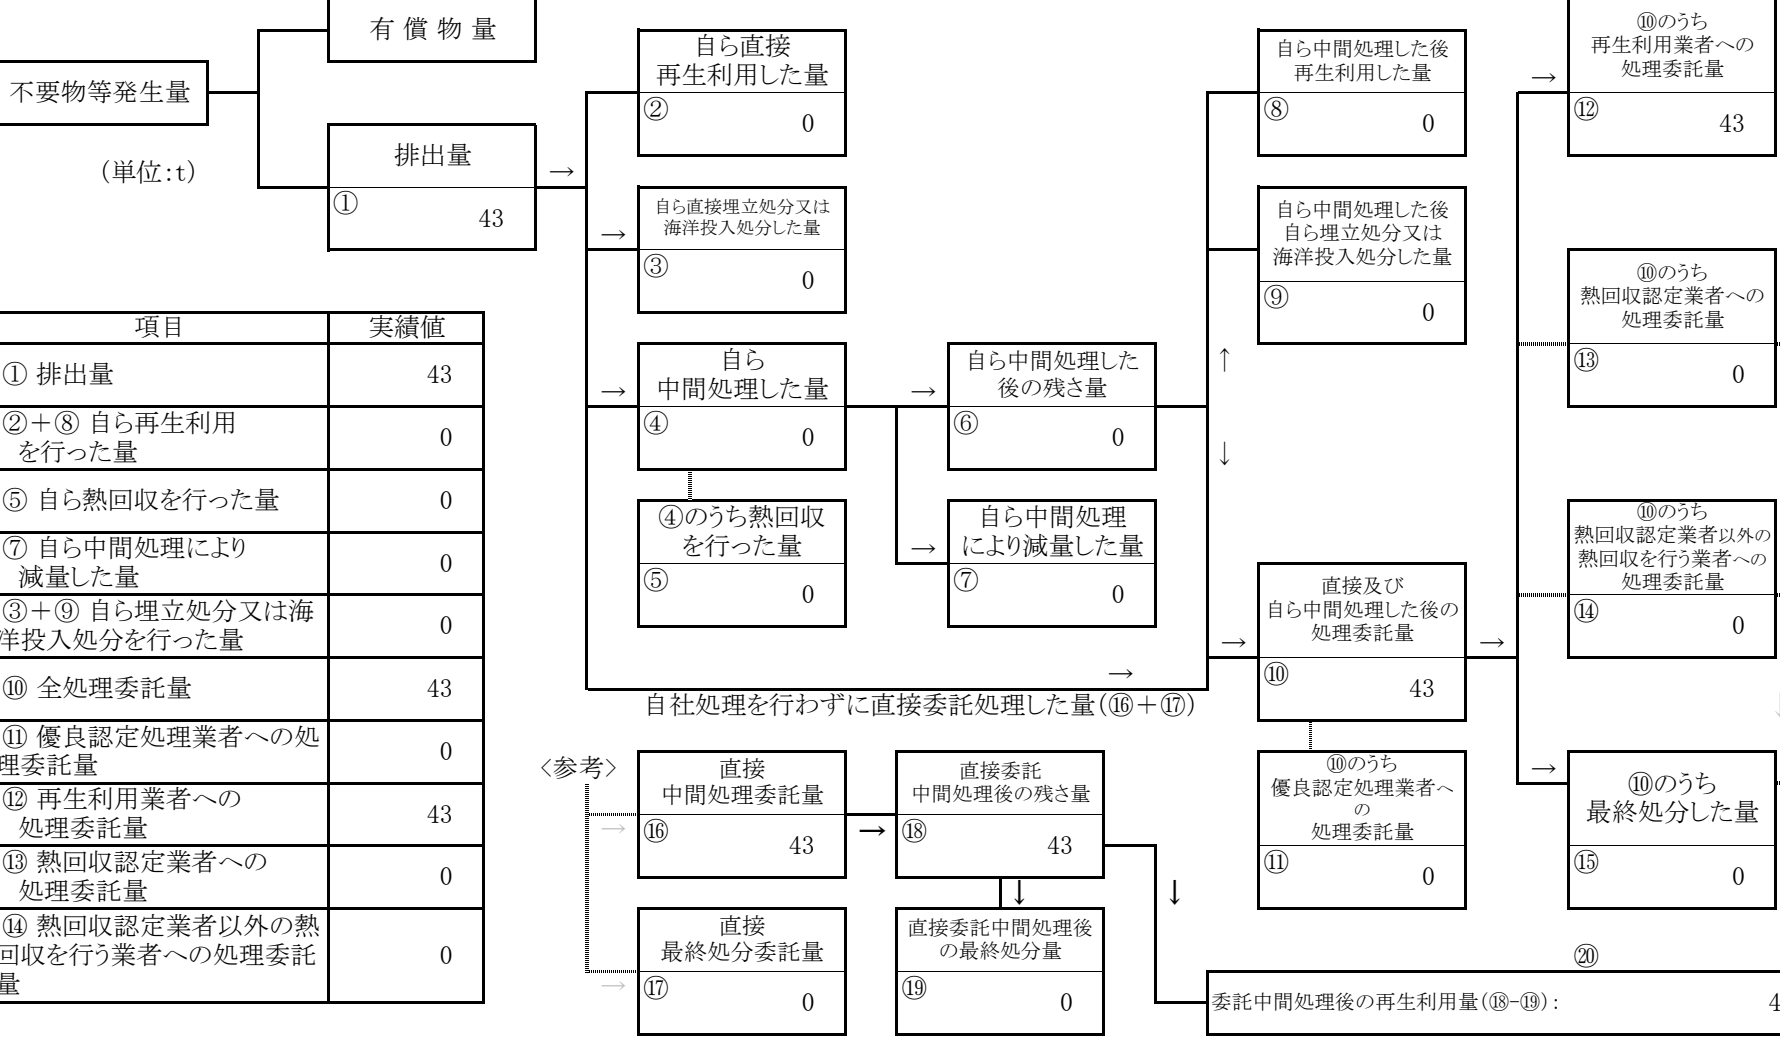 有 償 物 量
不要物等発生量
(単位:t)
排出量
①
43
→
自ら直接
再生利用した量
②
0
→
自ら直接埋立処分又は
海洋投入処分した量
③
0
→
自ら
中間処理した量
④
0
④のうち熱回収
を行った量
⑤
0
→
自ら中間処理した
後の残さ量
⑥
0
→
自ら中間処理
により減量した量
⑦
0
→
自社処理を行わずに直接委託処理した量(⑯+⑰)
自ら中間処理した後
再生利用した量
⑧
0
自ら中間処理した後
自ら埋立処分又は
海洋投入処分した量
⑨
0
↑
↓
→
直接及び
自ら中間処理した後の
処理委託量
⑩
43
→
⑩のうち
優良認定処理業者へ
の
処理委託量
⑪
0
→
⑩のうち
再生利用業者への
処理委託量
⑫
43
⑩のうち
熱回収認定業者への
処理委託量
⑬
0
⑩のうち
熱回収認定業者以外の
熱回収を行う業者への
処理委託量
⑭
0
→
⑩のうち
最終処分した量
⑮
0
項目 実績値
① 排出量 43
②+⑧ 自ら再生利用
を行った量
0
⑤ 自ら熱回収を行った量 0
⑦ 自ら中間処理により
減量した量
0
③+⑨ 自ら埋立処分又は海
洋投入処分を行った量
0
⑩ 全処理委託量 43
⑪ 優良認定処理業者への処
理委託量
0
⑫ 再生利用業者への
処理委託量
43
⑬ 熱回収認定業者への
処理委託量
0
⑭ 熱回収認定業者以外の熱
回収を行う業者への処理委託
量
0
<参考>
→
直接
中間処理委託量
⑯
43
→
直接委託
中間処理後の残さ量
⑱
43
↓
↓
→
直接
最終処分委託量
⑰
0
直接委託中間処理後
の最終処分量
⑲
0
⑳
委託中間処理後の再生利用量(⑱-⑲):
4